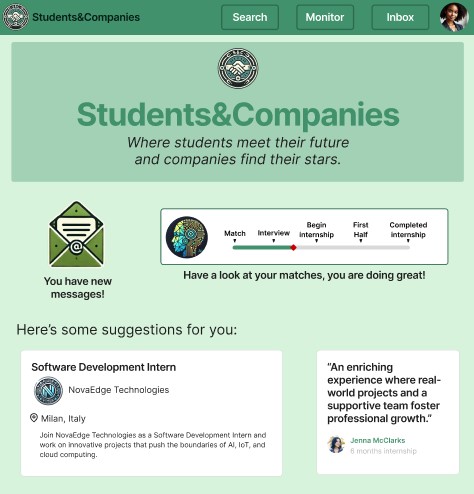 Students&Companies
Search
Monitor
Inbox
Students&Companies
Where students meet their future
and companies find their stars.
You have new
messages!
Match
Interview
Begin
internship
First
Half
Completed
internship
Have a look at your matches, you are doing great!
Here's some suggestions for you:
Software Development Intern
NovaEdge Technologies
Milan, Italy
Join NovaEdge Technologies as a Software Development Intern and
work on innovative projects that push the boundaries of AI, IoT, and
cloud computing.
“An enriching
experience where real-
world projects and a
supportive team foster
professional growth.”
Jenna McClarks
6 months internship